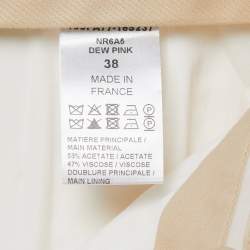 NR6A6
DEW PINK
38
MADE IN
FRANCE
MATIERE PRINCIPALE /
MAIN MATERIAL
53% ACETATE / ACETATE
47% VISCOSE / VISCOSE
DOUBLURE PRINCIPALE /
MAIN LINING